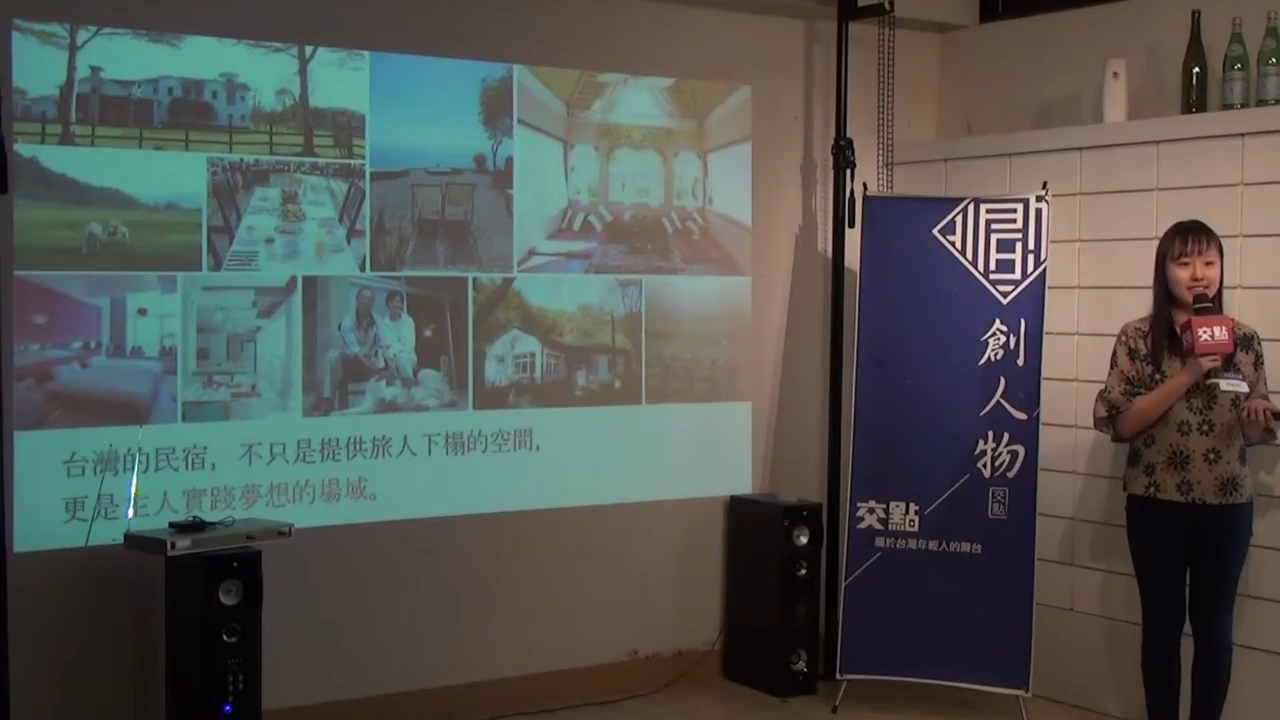 台灣的民宿，不只是提供旅人下榻的空間，
更是主人實踐夢想的場域。
創人物
交點
交點
屬於台灣年輕人的舞台
交點